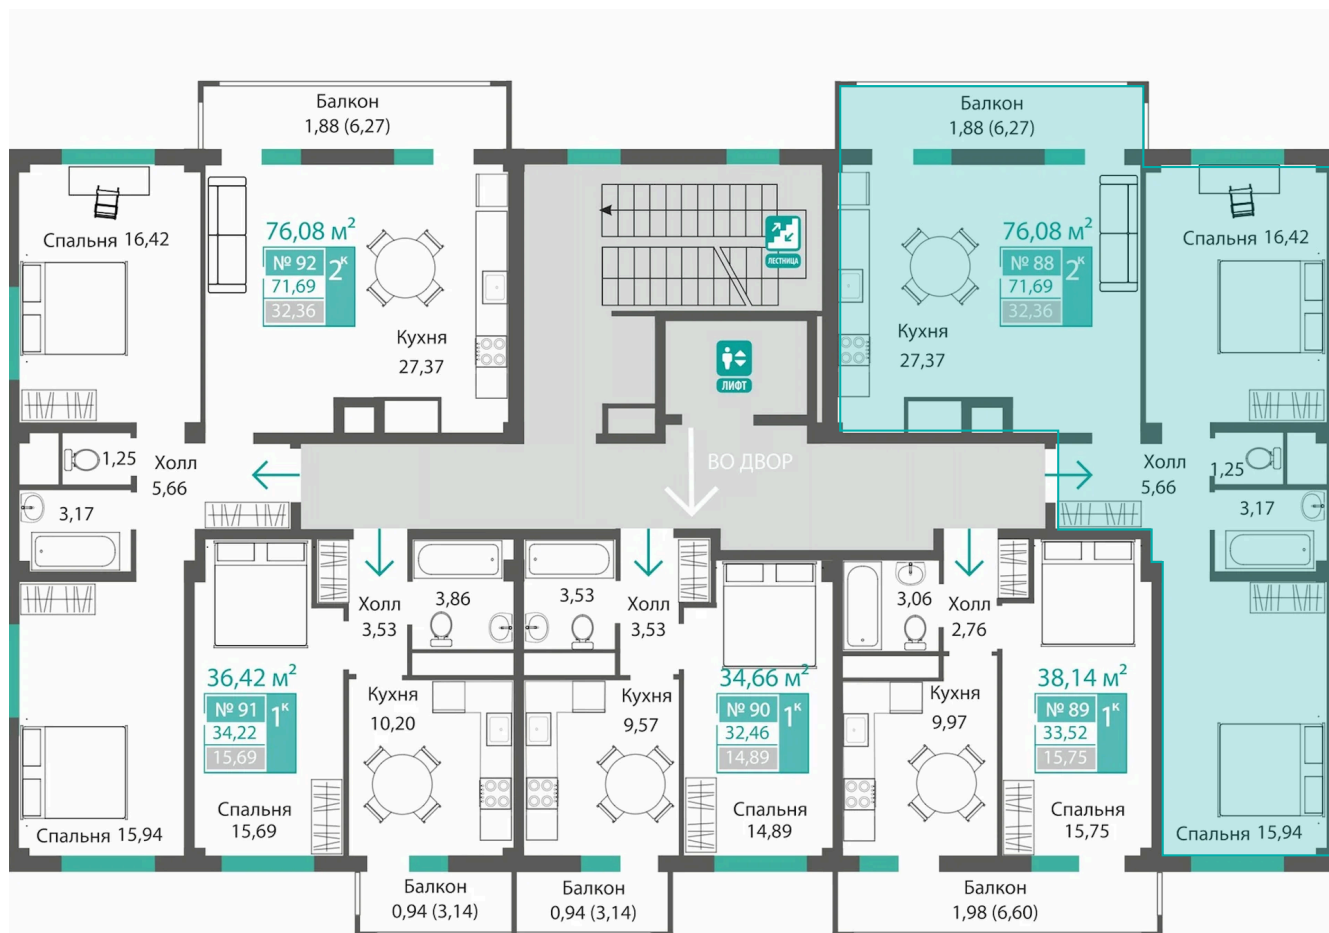 Балкон
1,88 (6,27)
Балкон
1,88 (6,27)
Спальня 16,42
76,08 м²
№ 92
2К
71,69
32,36
Кухня
27,37
ЛЕСТНИЦА
ЛИФТ
76,08 м²
№ 88
2К
71,69
32,36
Кухня
27,37
Спальня 16,42
1,25
Холл
5,66
3,17
ВО ДВОР
Холл
5,66
1,25
3,17
Холл
3,53
3,86
3,53
Холл
3,53
3,06
Холл
2,76
36,42 м²
№ 91
1К
34,22
15,69
Кухня
10,20
Кухня
9,57
34,66 м²
№ 90
1К
32,46
14,89
Кухня
9,97
38,14 м²
№ 89
1К
33,52
15,75
Спальня 15,94
Спальня
15,69
Спальня
14,89
Спальня
15,75
Спальня 15,94
Балкон
0,94 (3,14)
Балкон
0,94 (3,14)
Балкон
1,98 (6,60)